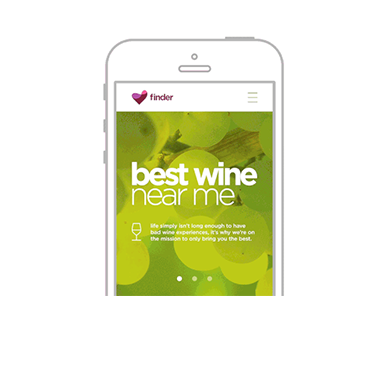 finder
best wine
near me
life simply isn't long enough to have
bad wine experiences, it's why we're on
the mission to only bring you the best.